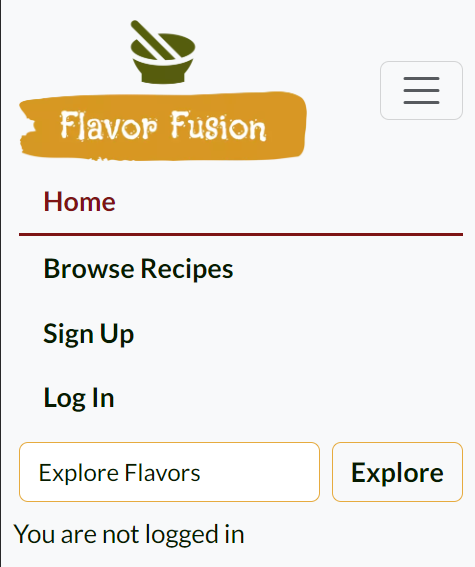 Flavor Fusion
Home
Browse Recipes
Sign Up
Log In
Explore Flavors
Explore
You are not logged in